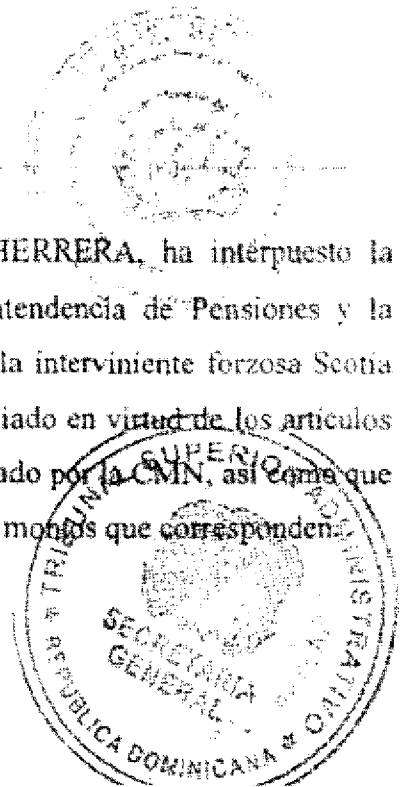 HERRERA, ha interpuesto la
tendencia de Pensiones y la
la interviniente forzosa Scotia
iado en virtud de los artículos
ado por la CMN, así como que
montos que corresponden.
TRIBUNAL SUPERIOR ADMINISTRATIVO
SECRETARIA
GENERAL
REPUBLICA DOMINICANA